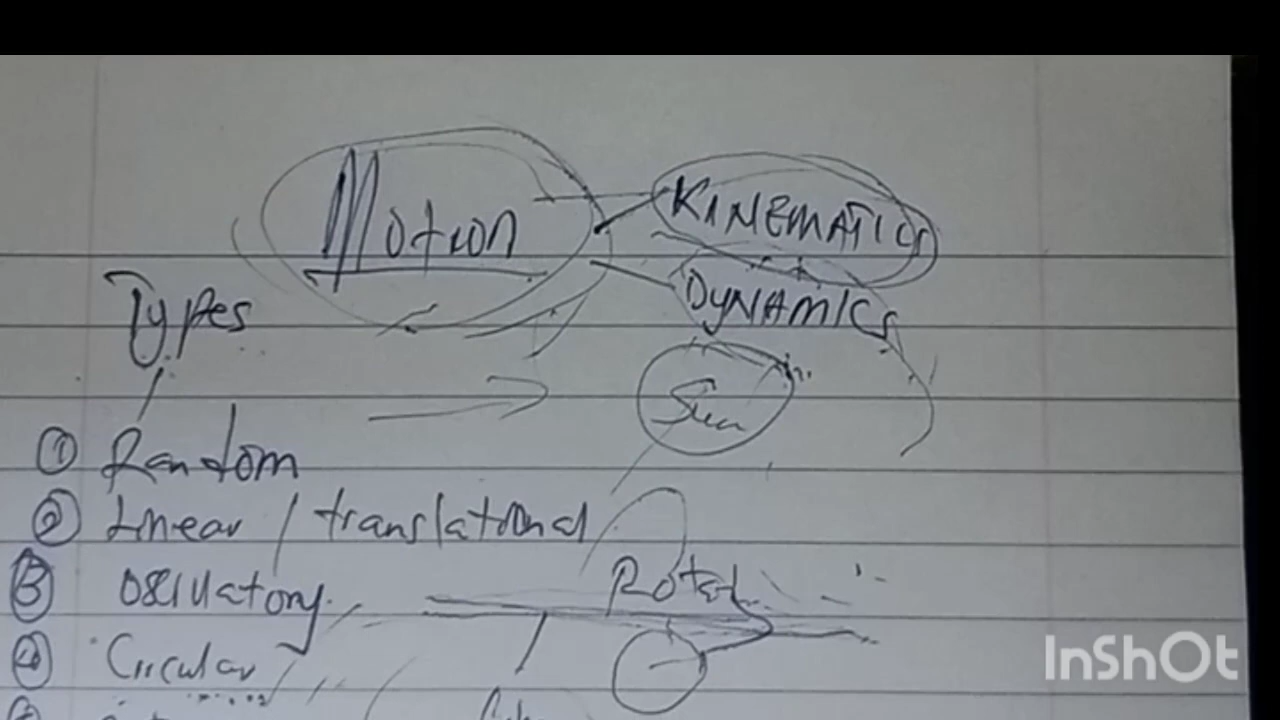 Motion
KINEMATICS
DYNAMICS
Types
Sun
① Random
② Linear / translational
③ Oscillatory
Rotat
④ Circular
InShOt